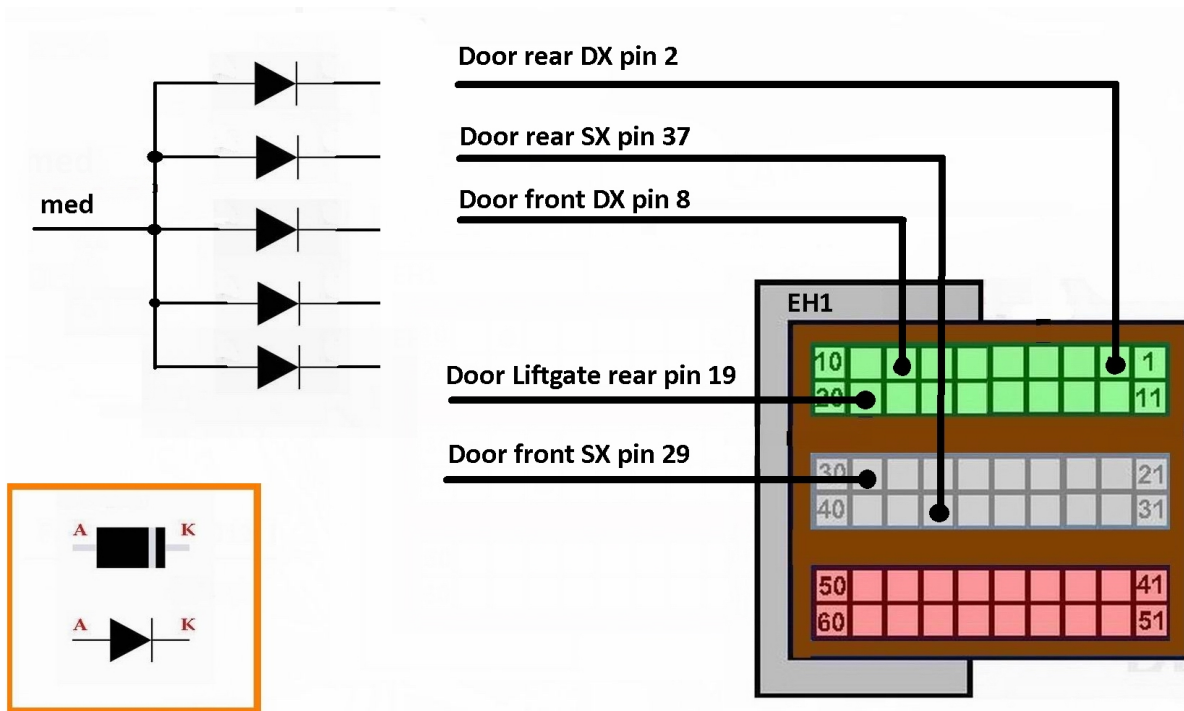 Door rear DX pin 2
Door rear SX pin 37
Door front DX pin 8
med
EH1
10 1
20 11
Door Liftgate rear pin 19
Door front SX pin 29
30 21
40 31
50 41
60 51
A K
A K